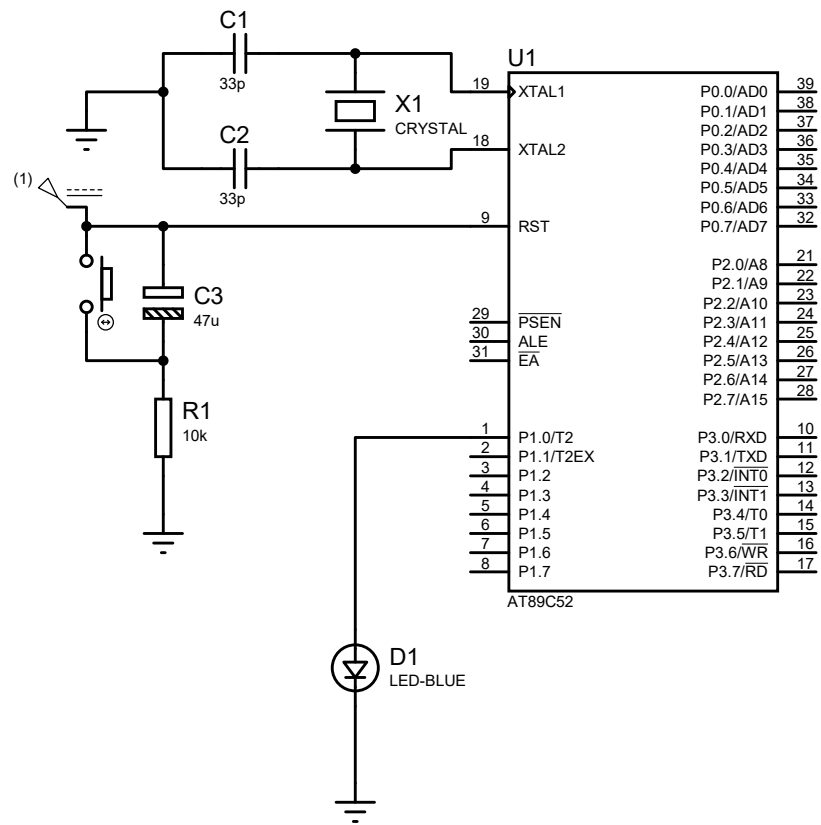 C1
33p
X1
CRYSTAL
C2
33p
(1)
C3
47u
R1
10k
D1
LED-BLUE
U1
19 XTAL1
18 XTAL2
9 RST
29 PSEN
30 ALE
31 EA
1 P1.0/T2
2 P1.1/T2EX
3 P1.2
4 P1.3
5 P1.4
6 P1.5
7 P1.6
8 P1.7
P0.0/AD0 39
P0.1/AD1 38
P0.2/AD2 37
P0.3/AD3 36
P0.4/AD4 35
P0.5/AD5 34
P0.6/AD6 33
P0.7/AD7 32
P2.0/A8 21
P2.1/A9 22
P2.2/A10 23
P2.3/A11 24
P2.4/A12 25
P2.5/A13 26
P2.6/A14 27
P2.7/A15 28
P3.0/RXD 10
P3.1/TXD 11
P3.2/INT0 12
P3.3/INT1 13
P3.4/T0 14
P3.5/T1 15
P3.6/WR 16
P3.7/RD 17
AT89C52